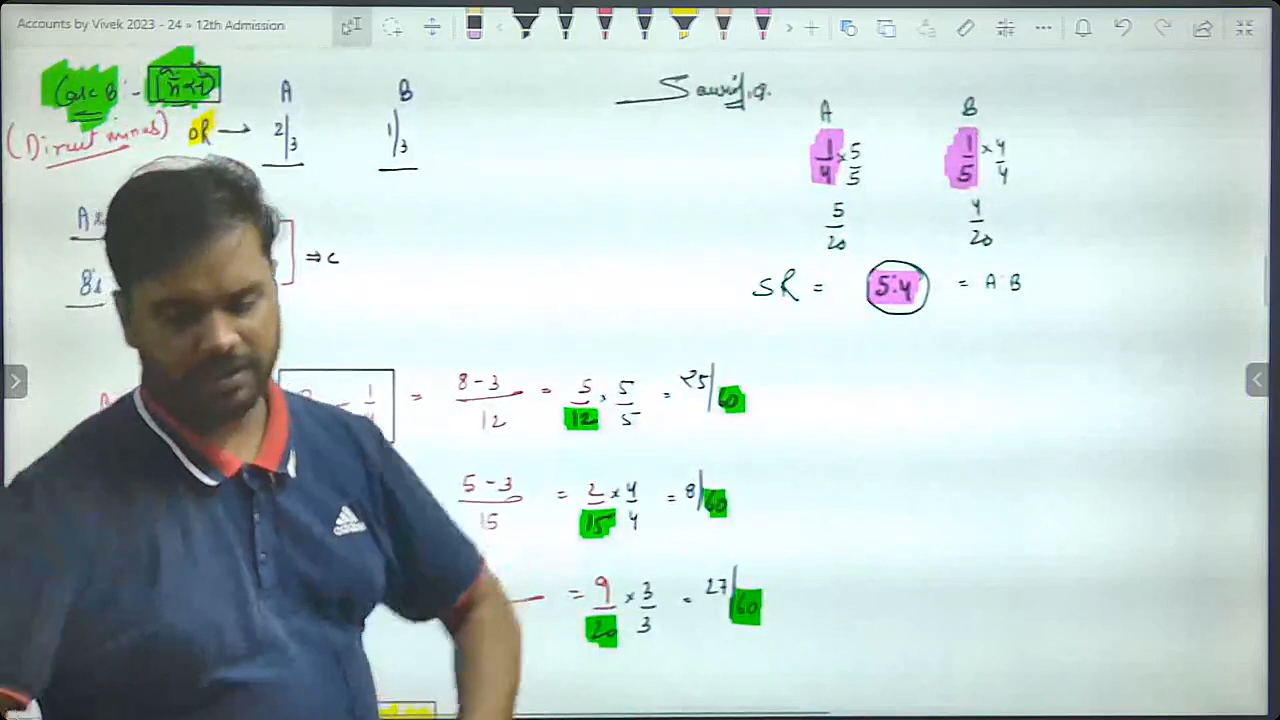 Accounts by Vivek 2023 - 24 » 12th Admission
Case B -
A B
(Direct minus) OR → 2/3 1/3
⇒ C
Sacrifice
A B
1/4 × 5/5 1/5 × 4/4
5/20 4/20
SR = 5:4 = A B
= 8 - 3 / 12 = 5/12 × 5/5 = 25/60
5 - 3 / 15 = 2/15 × 4/4 = 8/60
= 9/20 × 3/3 = 27/60